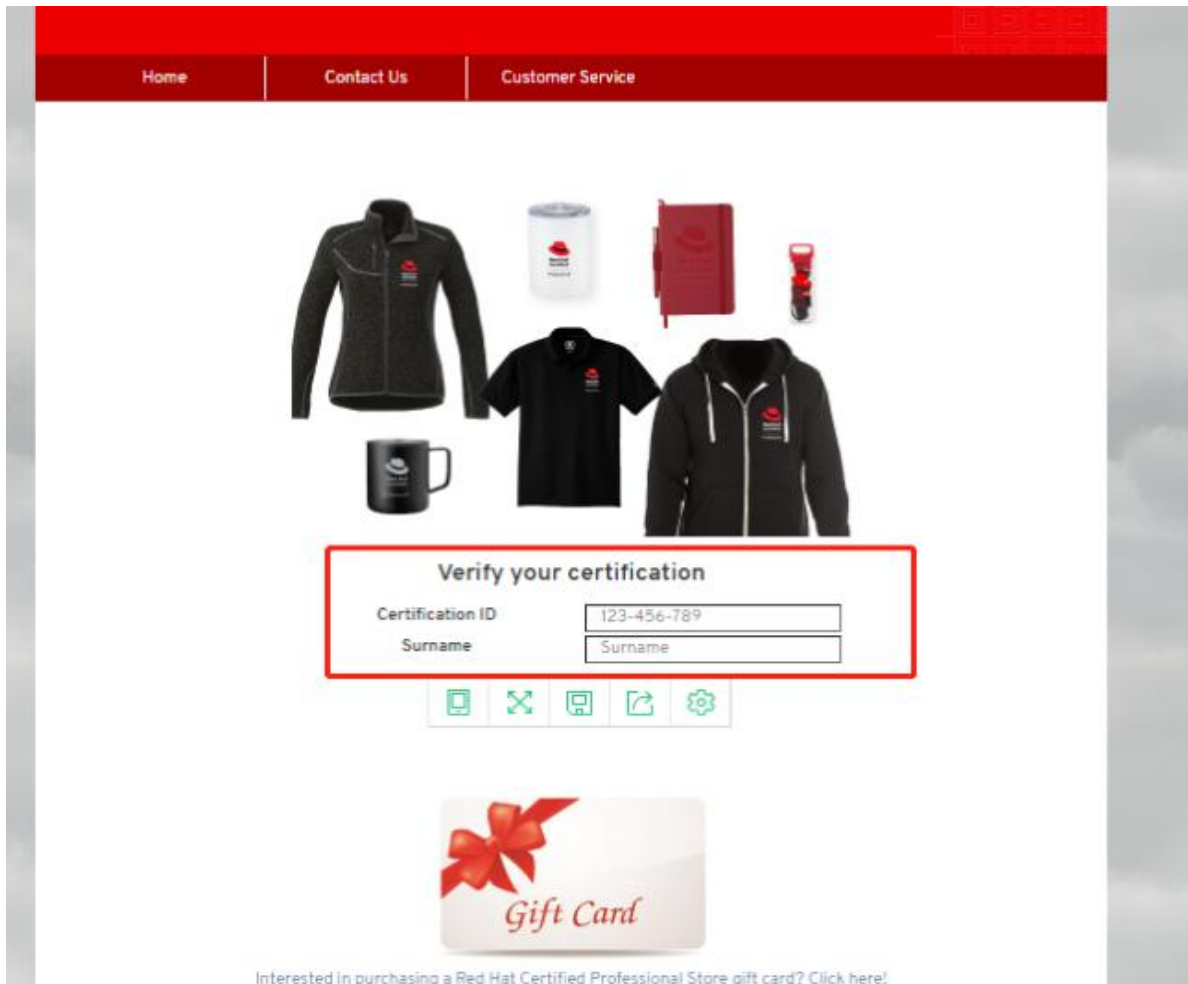 Home Contact Us Customer Service
Verify your certification
Certification ID 123-456-789
Surname Surname
Gift Card
Interested in purchasing a Red Hat Certified Professional Store gift card? Click here!